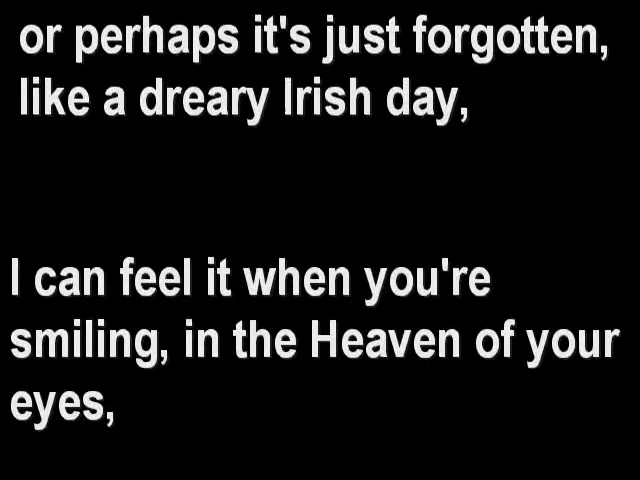 or perhaps it's just forgotten,
like a dreary Irish day,
I can feel it when you're
smiling, in the Heaven of your
eyes,